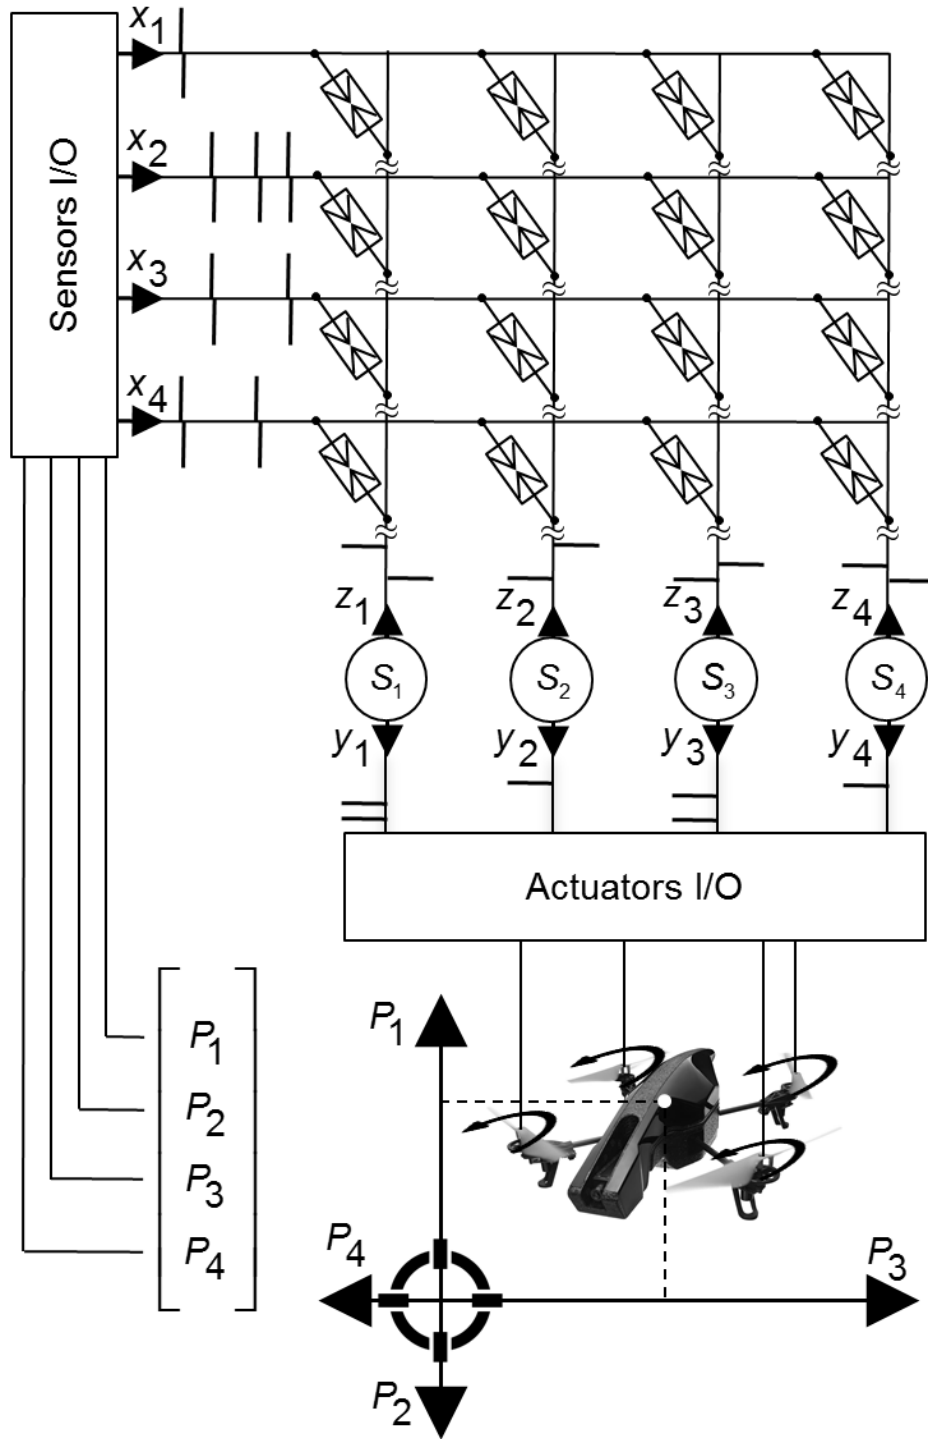 x1
x2
x3
x4
Sensors I/O
z1 z2 z3 z4
S1 S2 S3 S4
y1 y2 y3 y4
Actuators I/O
P1
P2
P3
P4
P1
P4 P3
P2